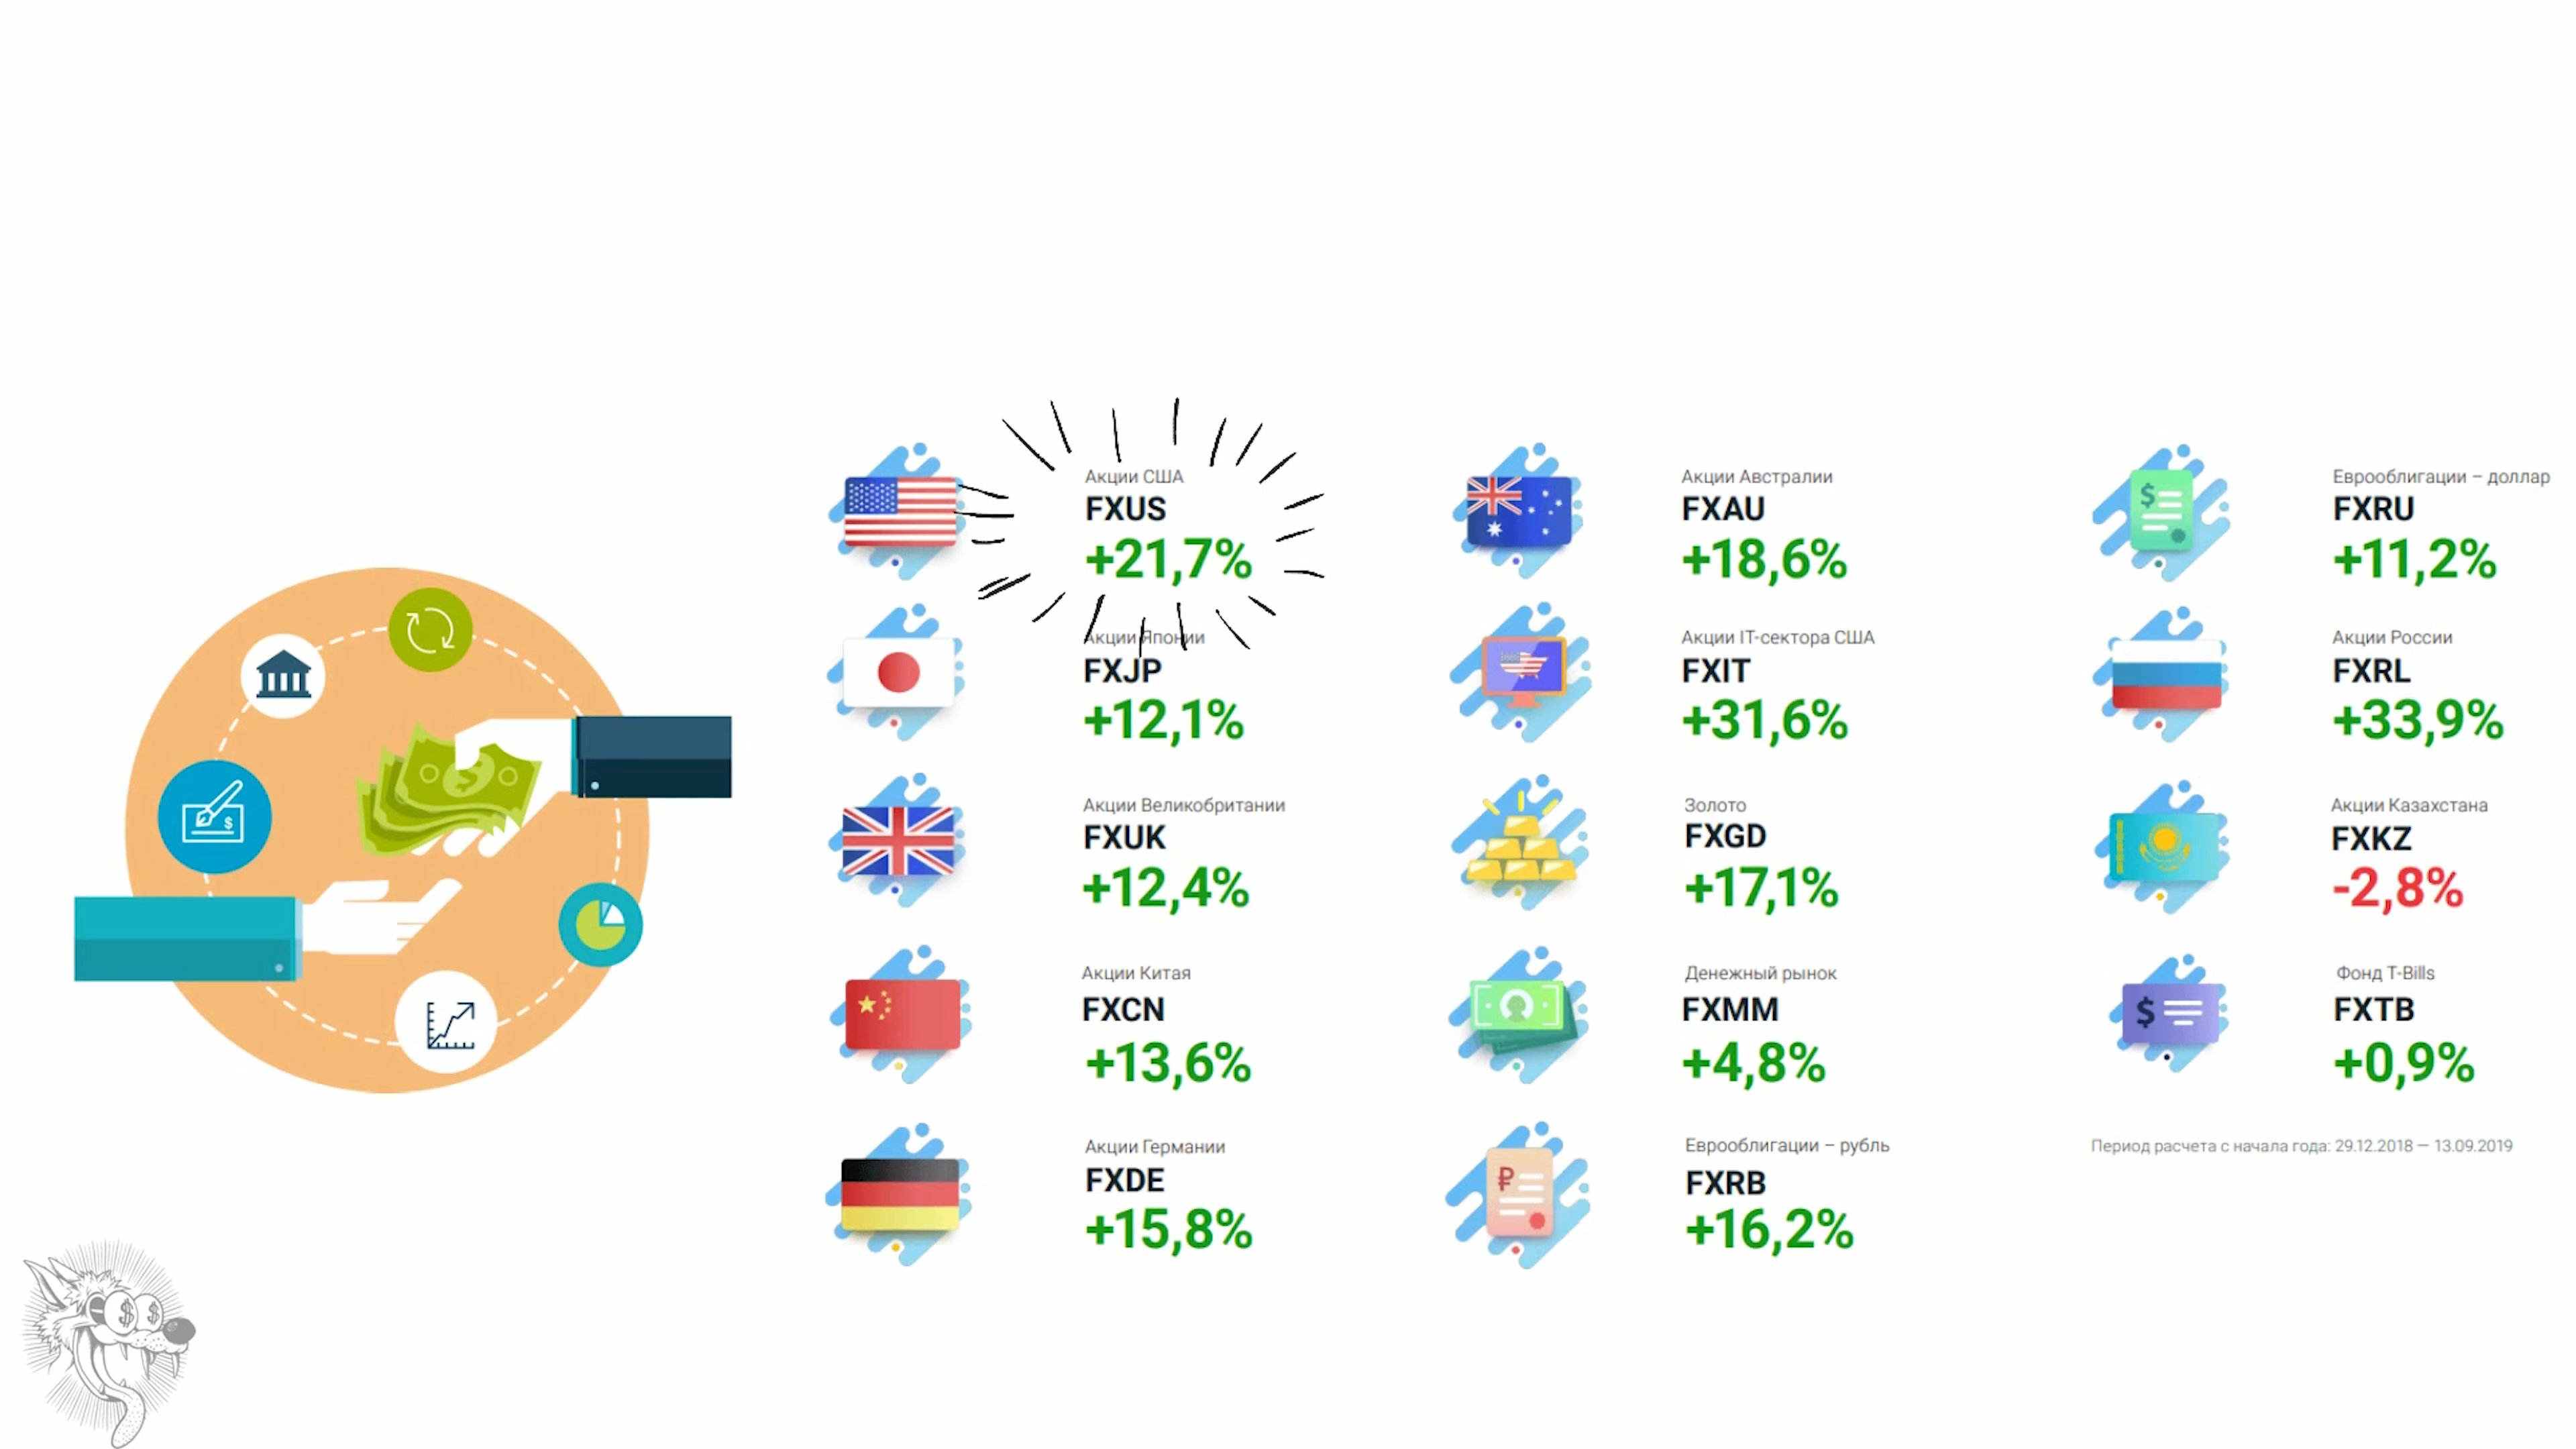 Акции США
FXUS
+21,7%
Акции Японии
FXJP
+12,1%
Акции Великобритании
FXUK
+12,4%
Акции Китая
FXCN
+13,6%
Акции Германии
FXDE
+15,8%
Акции Австралии
FXAU
+18,6%
Акции IT-сектора США
FXIT
+31,6%
Золото
FXGD
+17,1%
Денежный рынок
FXMM
+4,8%
Еврооблигации – рубль
FXRB
+16,2%
Еврооблигации – доллар
FXRU
+11,2%
Акции России
FXRL
+33,9%
Акции Казахстана
FXKZ
-2,8%
Фонд T-Bills
FXTB
+0,9%
Период расчета с начала года: 29.12.2018 — 13.09.2019